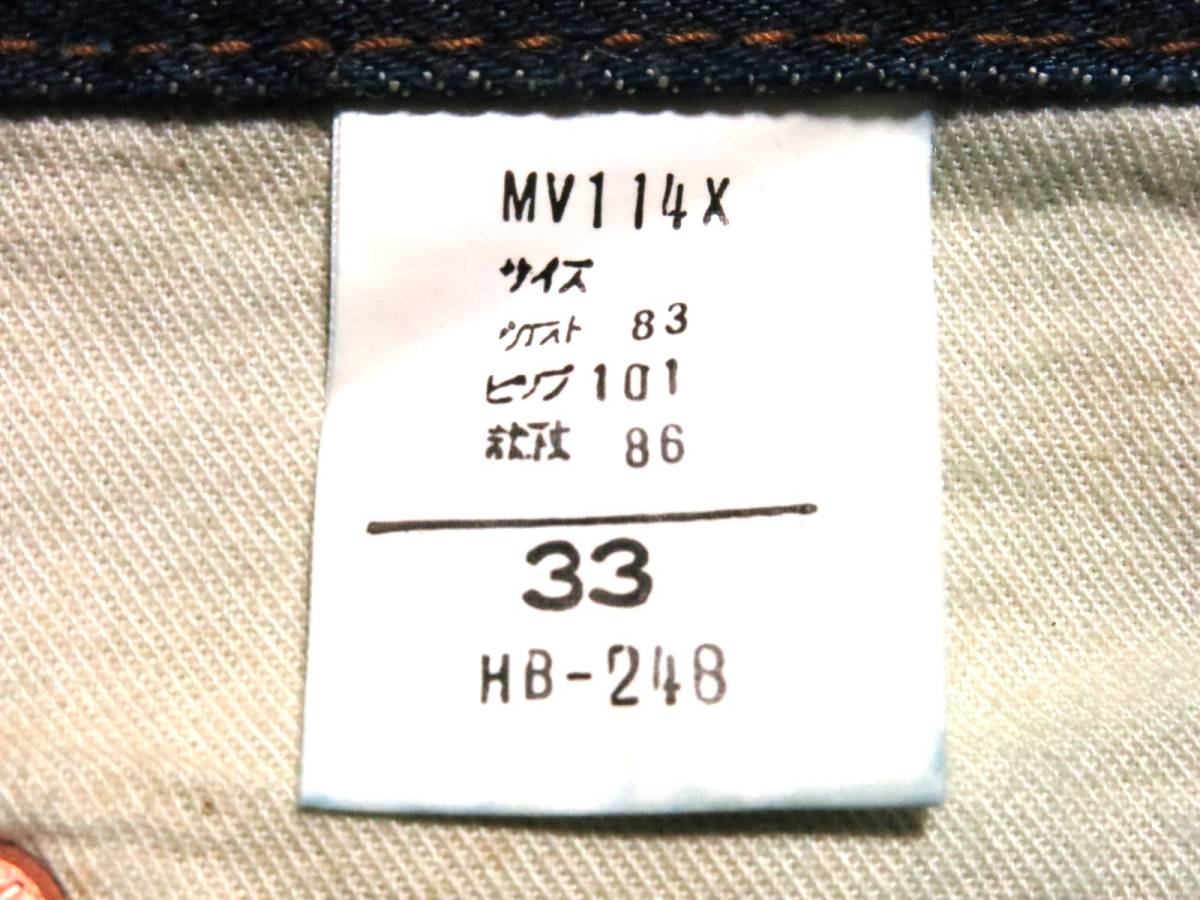 MV114X
サイズ
ウエスト 83
ヒップ 101
股下丈 86
33
HB-248